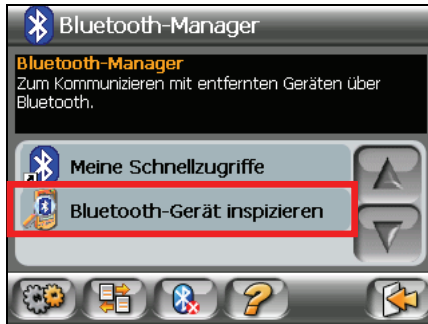 Bluetooth-Manager
Bluetooth-Manager
Zum Kommunizieren mit entfernten Geräten über
Bluetooth.
Meine Schnellzugriffe
Bluetooth-Gerät inspizieren